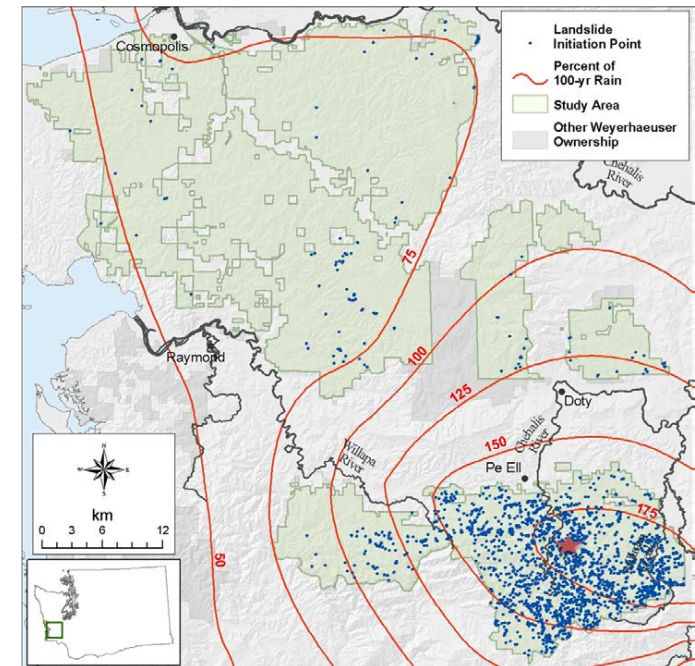 Cosmopolis
Landslide
Initiation Point
Percent of
100-yr Rain
Study Area
Other Weyerhaeuser
Ownership
Chehalis
River
75
100
Raymond
125
Doty
Chehalis
River
150
Willapa
River
Pe Ell
175
N
W
E
S
km
0
3
6
12
50